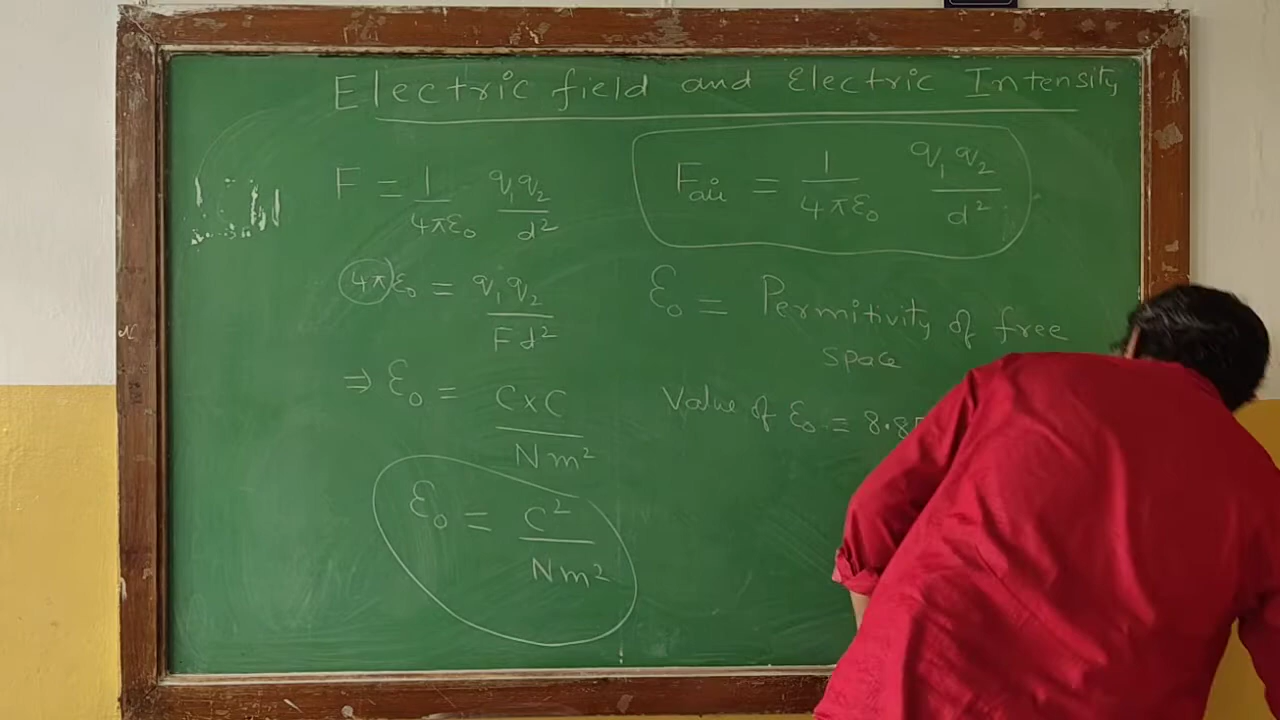 Electric field and Electric Intensity
F = 1/4πε₀ q₁q₂/d²
4πε₀ = q₁q₂/Fd²
⇒ ε₀ = C×C/Nm²
ε₀ = C²/Nm²
Fair = 1/4πε₀ q₁q₂/d²
ε₀ = Permitivity of free
space
Value of ε₀ = 8.85